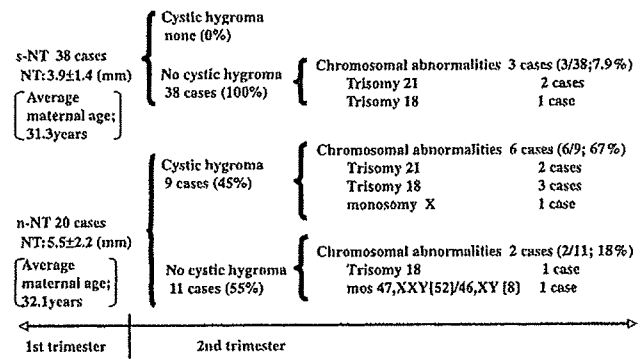 Cystic hygroma
none (0%)
s-NT 38 cases
NT:3.9±1.4 (mm)
Average
maternal age;
31.3years
No cystic hygroma
38 cases (100%)
Chromosomal abnormalities 3 cases (3/38;7.9%)
Trisomy 21 2 cases
Trisomy 18 1 case
Cystic hygroma
9 cases (45%)
Chromosomal abnormalities 6 cases (6/9; 67%)
Trisomy 21 2 cases
Trisomy 18 3 cases
monosomy X 1 case
n-NT 20 cases
NT:5.5±2.2 (mm)
Average
maternal age;
32.1years
No cystic hygroma
11 cases (55%)
Chromosomal abnormalities 2 cases (2/11; 18%)
Trisomy 18 1 case
mos 47,XXY[52]/46,XY [8] 1 case
1st trimester 2nd trimester